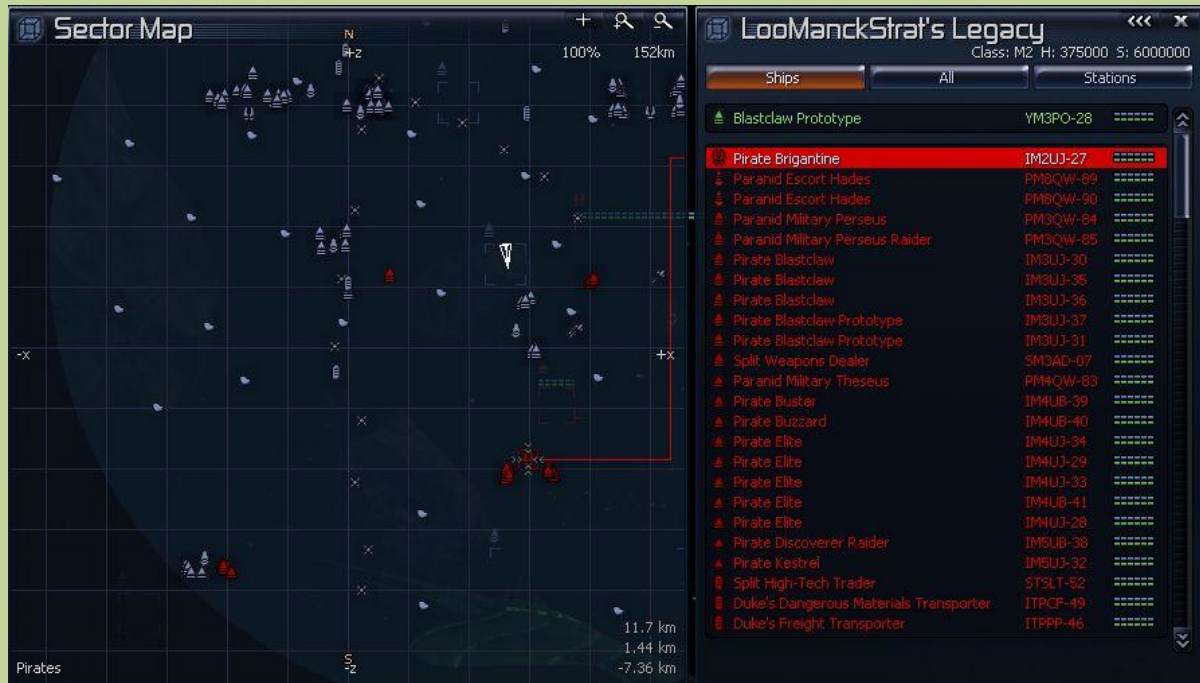 Sector Map
N
+z
100% 152km
-x
+x
11.7 km
1.44 km
-7.36 km
S
-z
Pirates
LooManckStrat's Legacy
<<< X
Class: M2 H: 375000 S: 6000000
Ships All Stations
Blastclaw Prototype YM3PO-28
Pirate Brigantine IM2UJ-27
Paranid Escort Hades PM8QW-89
Paranid Escort Hades PM8QW-90
Paranid Military Perseus PM3QW-84
Paranid Military Perseus Raider PM3QW-85
Pirate Blastclaw IM3UJ-30
Pirate Blastclaw IM3UJ-35
Pirate Blastclaw IM3UJ-36
Pirate Blastclaw Prototype IM3UJ-37
Pirate Blastclaw Prototype IM3UJ-31
Split Weapons Dealer SM3AD-07
Paranid Military Theseus PM4QW-83
Pirate Buster IM4UB-39
Pirate Buzzard IM4UB-40
Pirate Elite IM4UJ-34
Pirate Elite IM4UJ-29
Pirate Elite IM4UJ-33
Pirate Elite IM4UB-41
Pirate Elite IM4UJ-28
Pirate Discoverer Raider IM5UB-38
Pirate Kestrel IM5UJ-32
Split High-Tech Trader STSLT-52
Duke's Dangerous Materials Transporter ITPCF-49
Duke's Freight Transporter ITPPP-46